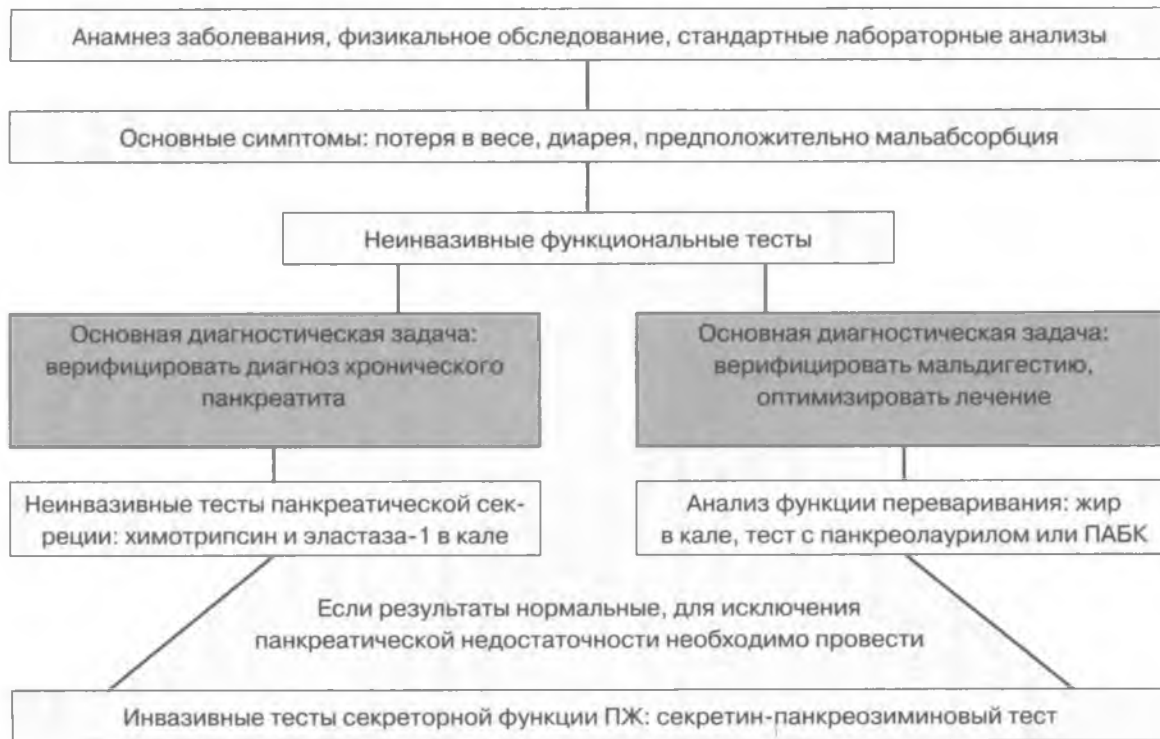 Анамнез заболевания, физикальное обследование, стандартные лабораторные анализы
Основные симптомы: потеря в весе, диарея, предположительно мальабсорбция
Неинвазивные функциональные тесты
Основная диагностическая задача:
верифицировать диагноз хронического
панкреатита
Основная диагностическая задача:
верифицировать мальдигестию,
оптимизировать лечение
Неинвазивные тесты панкреатической сек-
реции: химотрипсин и эластаза-1 в кале
Анализ функции переваривания: жир
в кале, тест с панкреолаурилом или ПАБК
Если результаты нормальные, для исключения
панкреатической недостаточности необходимо провести
Инвазивные тесты секреторной функции ПЖ: секретин-панкреозиминовый тест